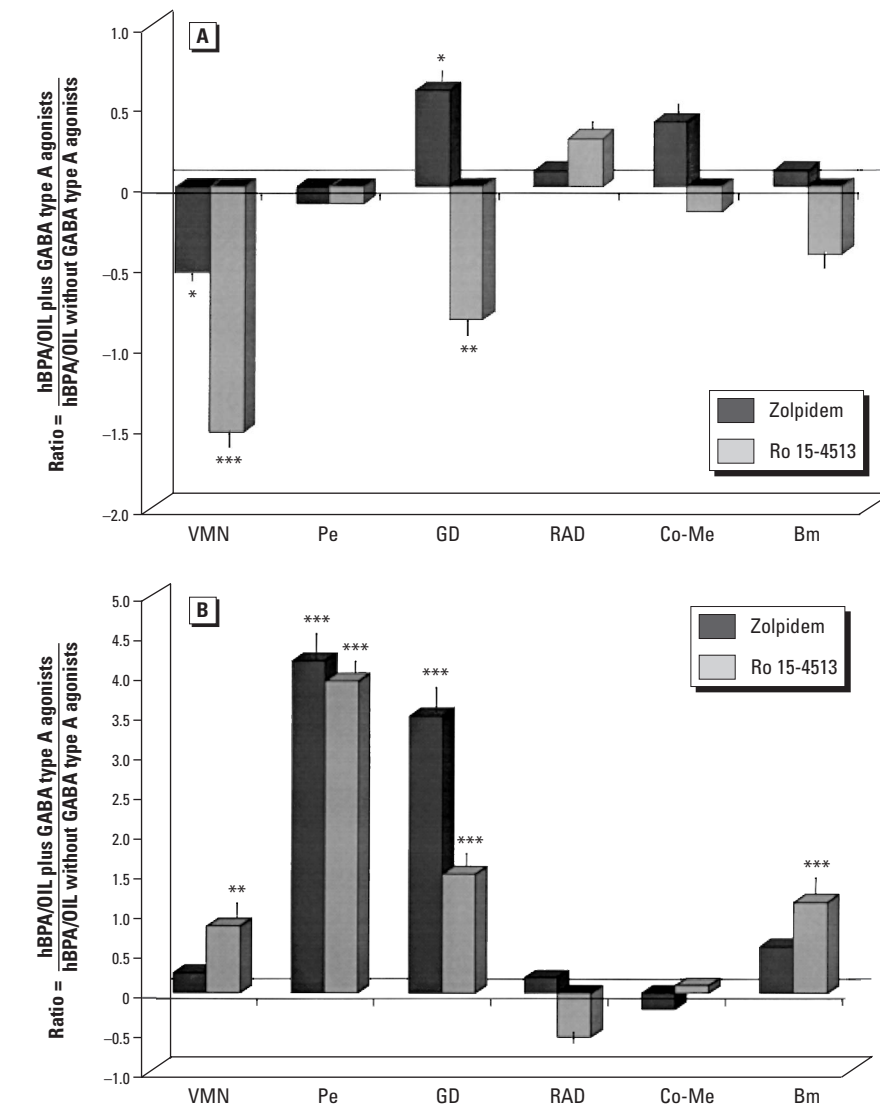 A
1.0
0.5
0
–0.5
–1.0
–1.5
–2.0
Ratio = hBPA/OIL plus GABA type A agonists
hBPA/OIL without GABA type A agonists
*
***
*
**
Zolpidem
Ro 15-4513
VMN Pe GD RAD Co-Me Bm
B
5.0
4.5
4.0
3.5
3.0
2.5
2.0
1.5
1.0
0.5
0
–0.5
–1.0
Ratio = hBPA/OIL plus GABA type A agonists
hBPA/OIL without GABA type A agonists
Zolpidem
Ro 15-4513
**
***
***
***
***
***
VMN Pe GD RAD Co-Me Bm